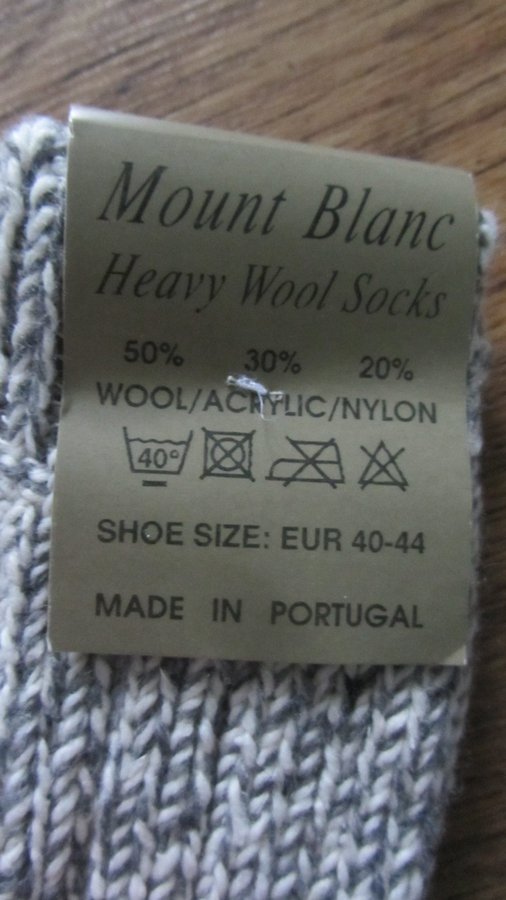 Mount Blanc
Heavy Wool Socks
50% 30% 20%
WOOL/ACRYLIC/NYLON
40°
SHOE SIZE: EUR 40-44
MADE IN PORTUGAL